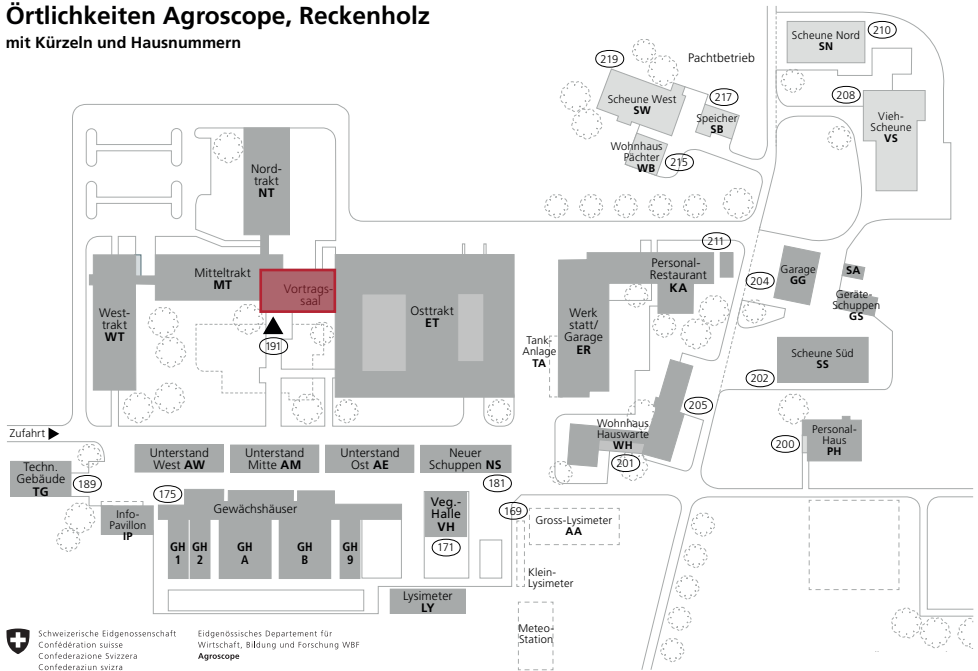 Örtlichkeiten Agroscope, Reckenholz
mit Kürzeln und Hausnummern
Scheune Nord
SN
210
219
Pachtbetrieb
Scheune West
SW
217
Speicher
SB
208
Vieh-
Scheune
VS
Wohnhaus
Pächter
WB
215
Nord-
trakt
NT
211
Mitteltrakt
MT
Vortrags-
saal
191
West-
trakt
WT
Osttrakt
ET
Personal-
Restaurant
KA
204
Garage
GG
SA
Geräte-
Schuppen
GS
Werk
statt/
Garage
ER
Tank-
Anlage
TA
Scheune Süd
SS
202
205
Wohnhaus
Hauswarte
WH
201
200
Personal-
Haus
PH
Zufahrt
Techn.
Gebäude
TG
189
Unterstand
West AW
Unterstand
Mitte AM
Unterstand
Ost AE
Neuer
Schuppen NS
181
175
Info-
Pavillon
IP
Gewächshäuser
GH
1
GH
2
GH
A
GH
B
GH
9
Veg.-
Halle
VH
171
169
Gross-Lysimeter
AA
Klein-
Lysimeter
Lysimeter
LY
Meteo-
Station
Schweizerische Eidgenossenschaft
Confédération suisse
Confederazione Svizzera
Confederaziun svizra
Eidgenössisches Departement für
Wirtschaft, Bildung und Forschung WBF
Agroscope